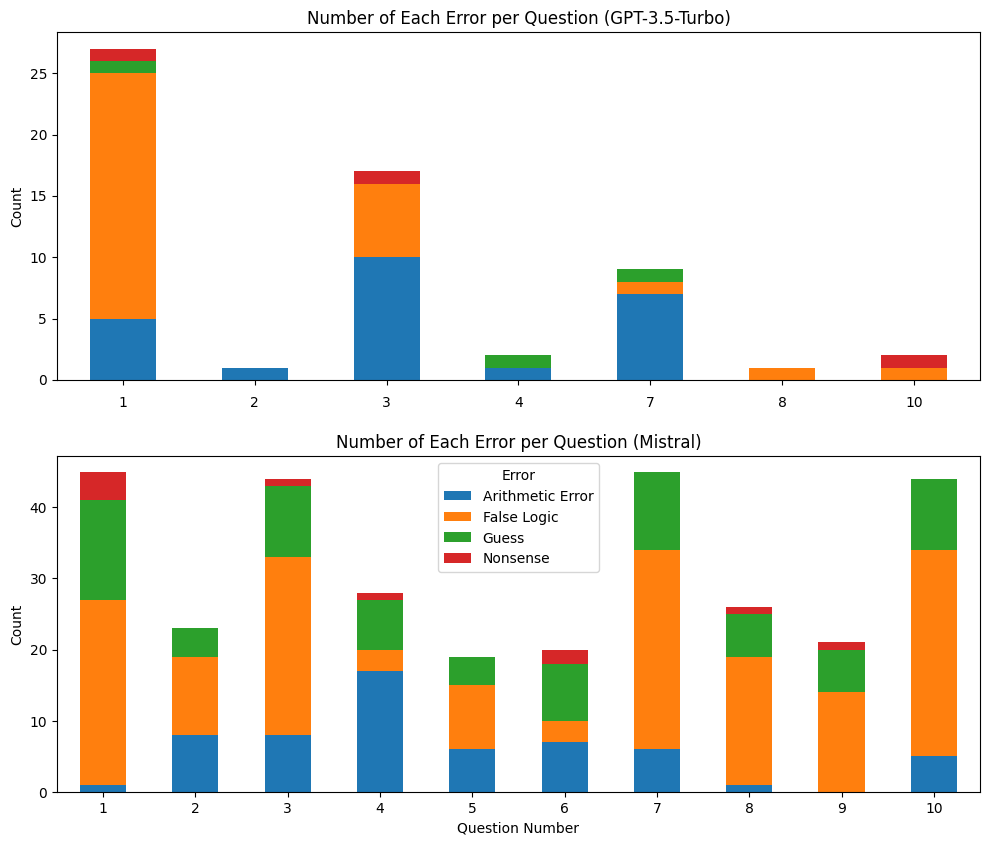 Number of Each Error per Question (GPT-3.5-Turbo)
25
20
15
10
5
0
Count
1 2 3 4 7 8 10
Number of Each Error per Question (Mistral)
Error
Arithmetic Error
False Logic
Guess
Nonsense
40
30
20
10
0
Count
1 2 3 4 5 6 7 8 9 10
Question Number